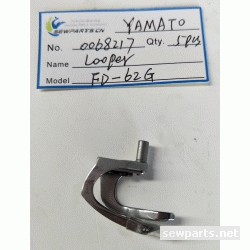 YAMATO
SEWPARTS.CN
No. 0068217 Qty. 5pcs
Name Looper
Model FD-62G
sewparts.net